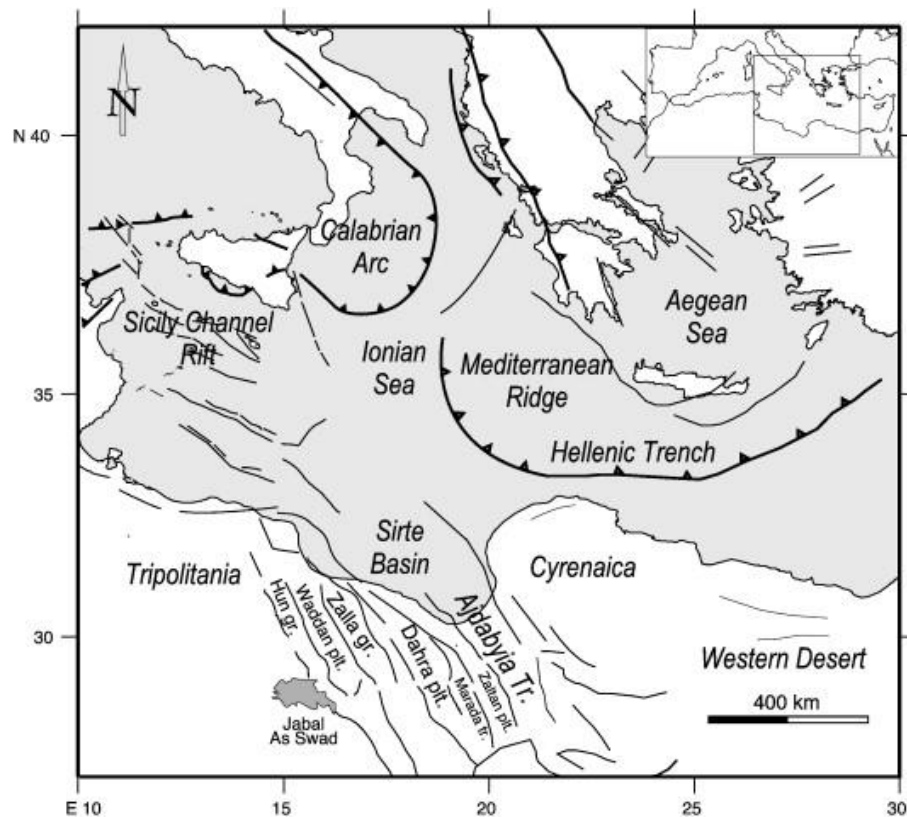 N
N 40
Calabrian
Arc
Aegean
Sea
Sicily Channel
Rift
Ionian
Sea
Mediterranean
Ridge
35
Hellenic Trench
Sirte
Basin
Tripolitania
Cyrenaica
Hun gr.
Waddan plt.
Zalla gr.
Dahra plt.
Marada tr.
Zaltan plt.
Ajdabyia Tr.
30
Western Desert
400 km
Jabal
As Swad
E 10
15
20
25
30